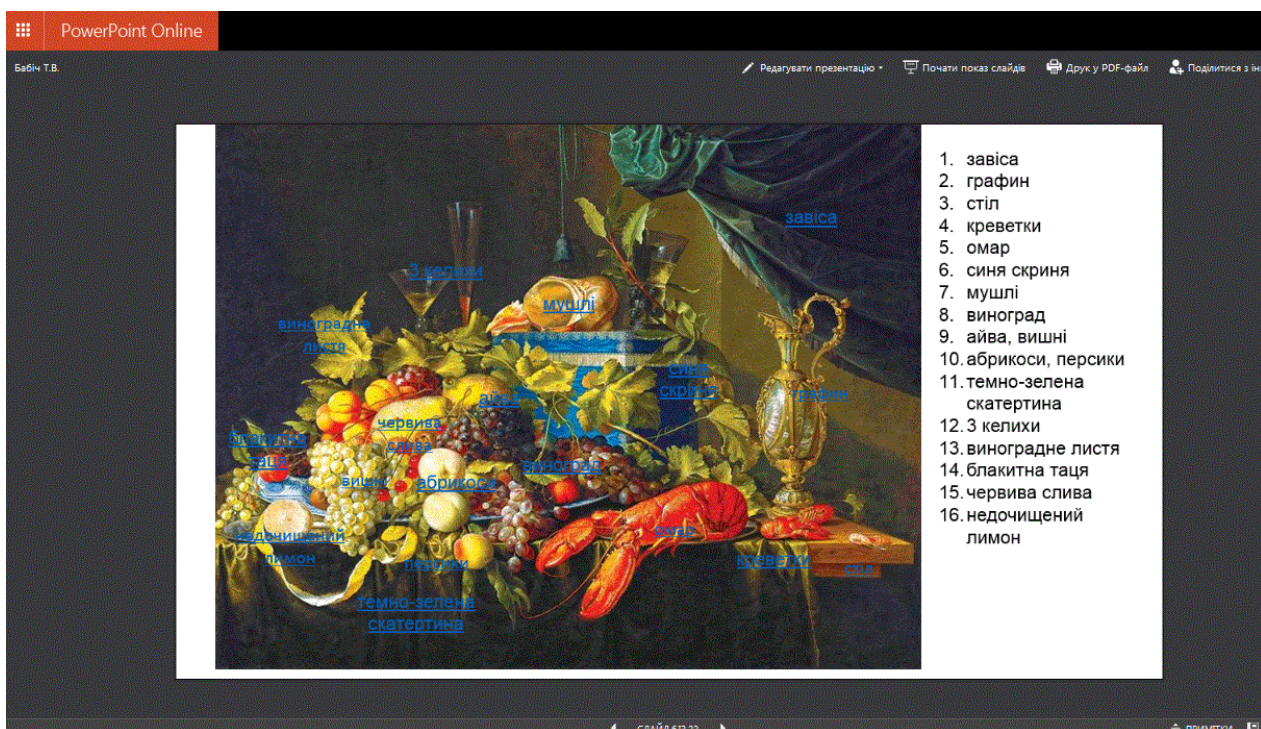 PowerPoint Online
Бабіч Т.В.
Редагувати презентацію
Почати показ слайдів
Друк у PDF-файл
Поділитися з
завіса
3 келихи
мушлі
виноградне
листя
синя
скриня
айва
графин
червива
слива
блакитна
таця
виноград
вишні
абрикоси
недочищений
лимон
омар
персики
креветки
стіл
темно-зелена
скатертина
1. завіса
2. графин
3. стіл
4. креветки
5. омар
6. синя скриня
7. мушлі
8. виноград
9. айва, вишні
10. абрикоси, персики
11. темно-зелена
скатертина
12. 3 келихи
13. виноградне листя
14. блакитна таця
15. червива слива
16. недочищений
лимон
СЛАЙД
ПРИМІТКИ